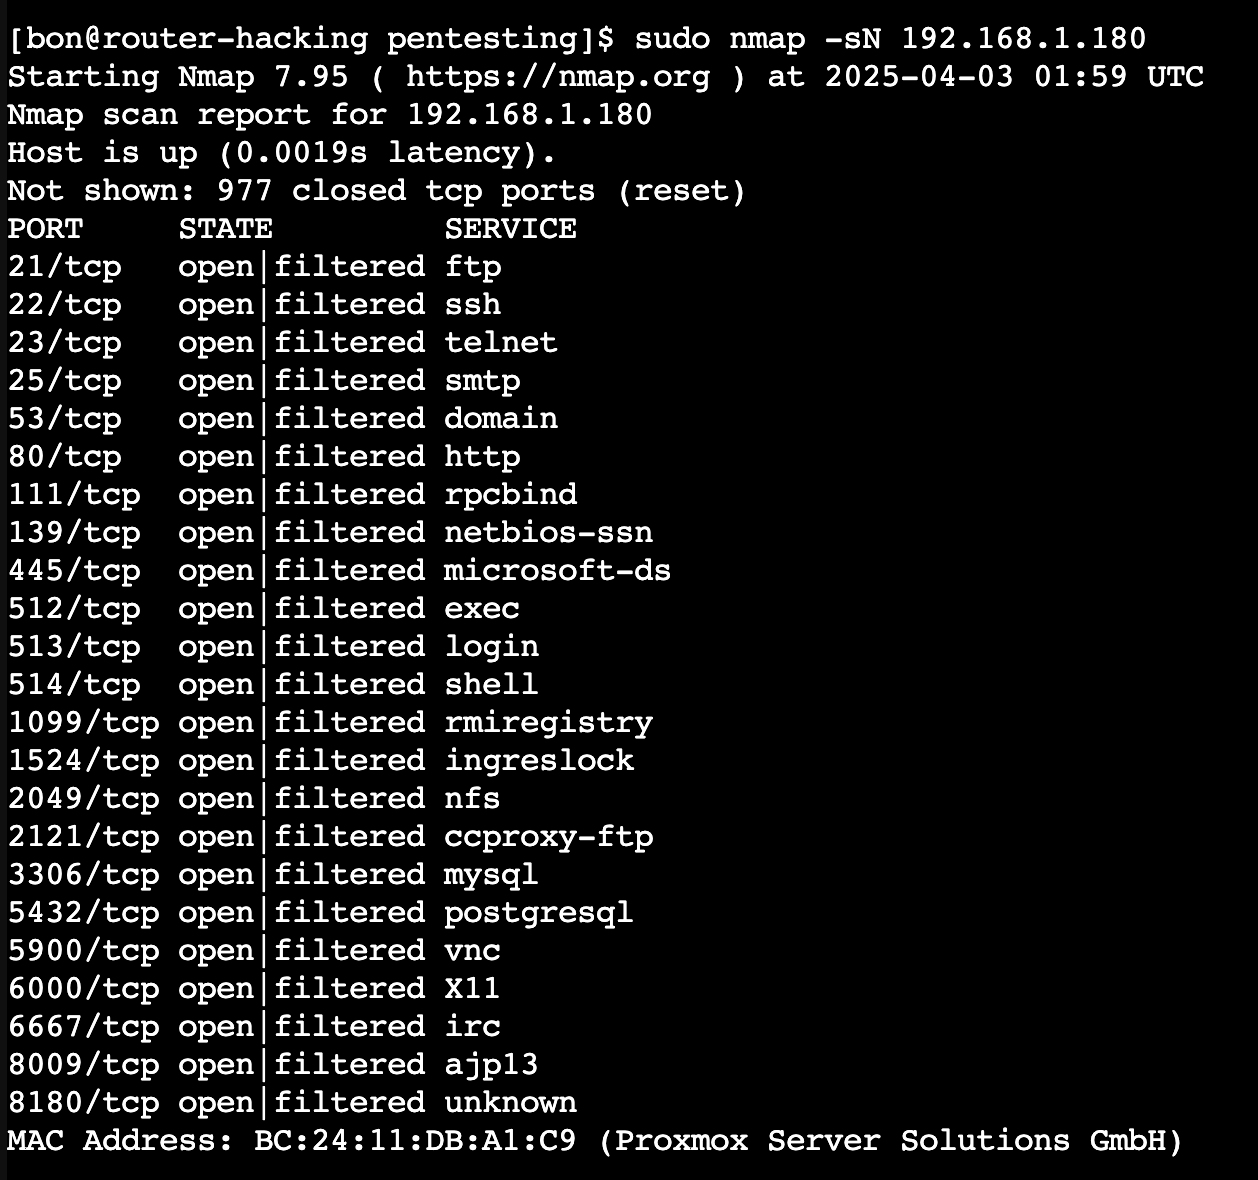 [bon@router-hacking pentesting]$ sudo nmap -sN 192.168.1.180
Starting Nmap 7.95 ( https://nmap.org ) at 2025-04-03 01:59 UTC
Nmap scan report for 192.168.1.180
Host is up (0.0019s latency).
Not shown: 977 closed tcp ports (reset)
PORT     STATE         SERVICE
21/tcp   open|filtered ftp
22/tcp   open|filtered ssh
23/tcp   open|filtered telnet
25/tcp   open|filtered smtp
53/tcp   open|filtered domain
80/tcp   open|filtered http
111/tcp  open|filtered rpcbind
139/tcp  open|filtered netbios-ssn
445/tcp  open|filtered microsoft-ds
512/tcp  open|filtered exec
513/tcp  open|filtered login
514/tcp  open|filtered shell
1099/tcp open|filtered rmiregistry
1524/tcp open|filtered ingreslock
2049/tcp open|filtered nfs
2121/tcp open|filtered ccproxy-ftp
3306/tcp open|filtered mysql
5432/tcp open|filtered postgresql
5900/tcp open|filtered vnc
6000/tcp open|filtered X11
6667/tcp open|filtered irc
8009/tcp open|filtered ajp13
8180/tcp open|filtered unknown
MAC Address: BC:24:11:DB:A1:C9 (Proxmox Server Solutions GmbH)